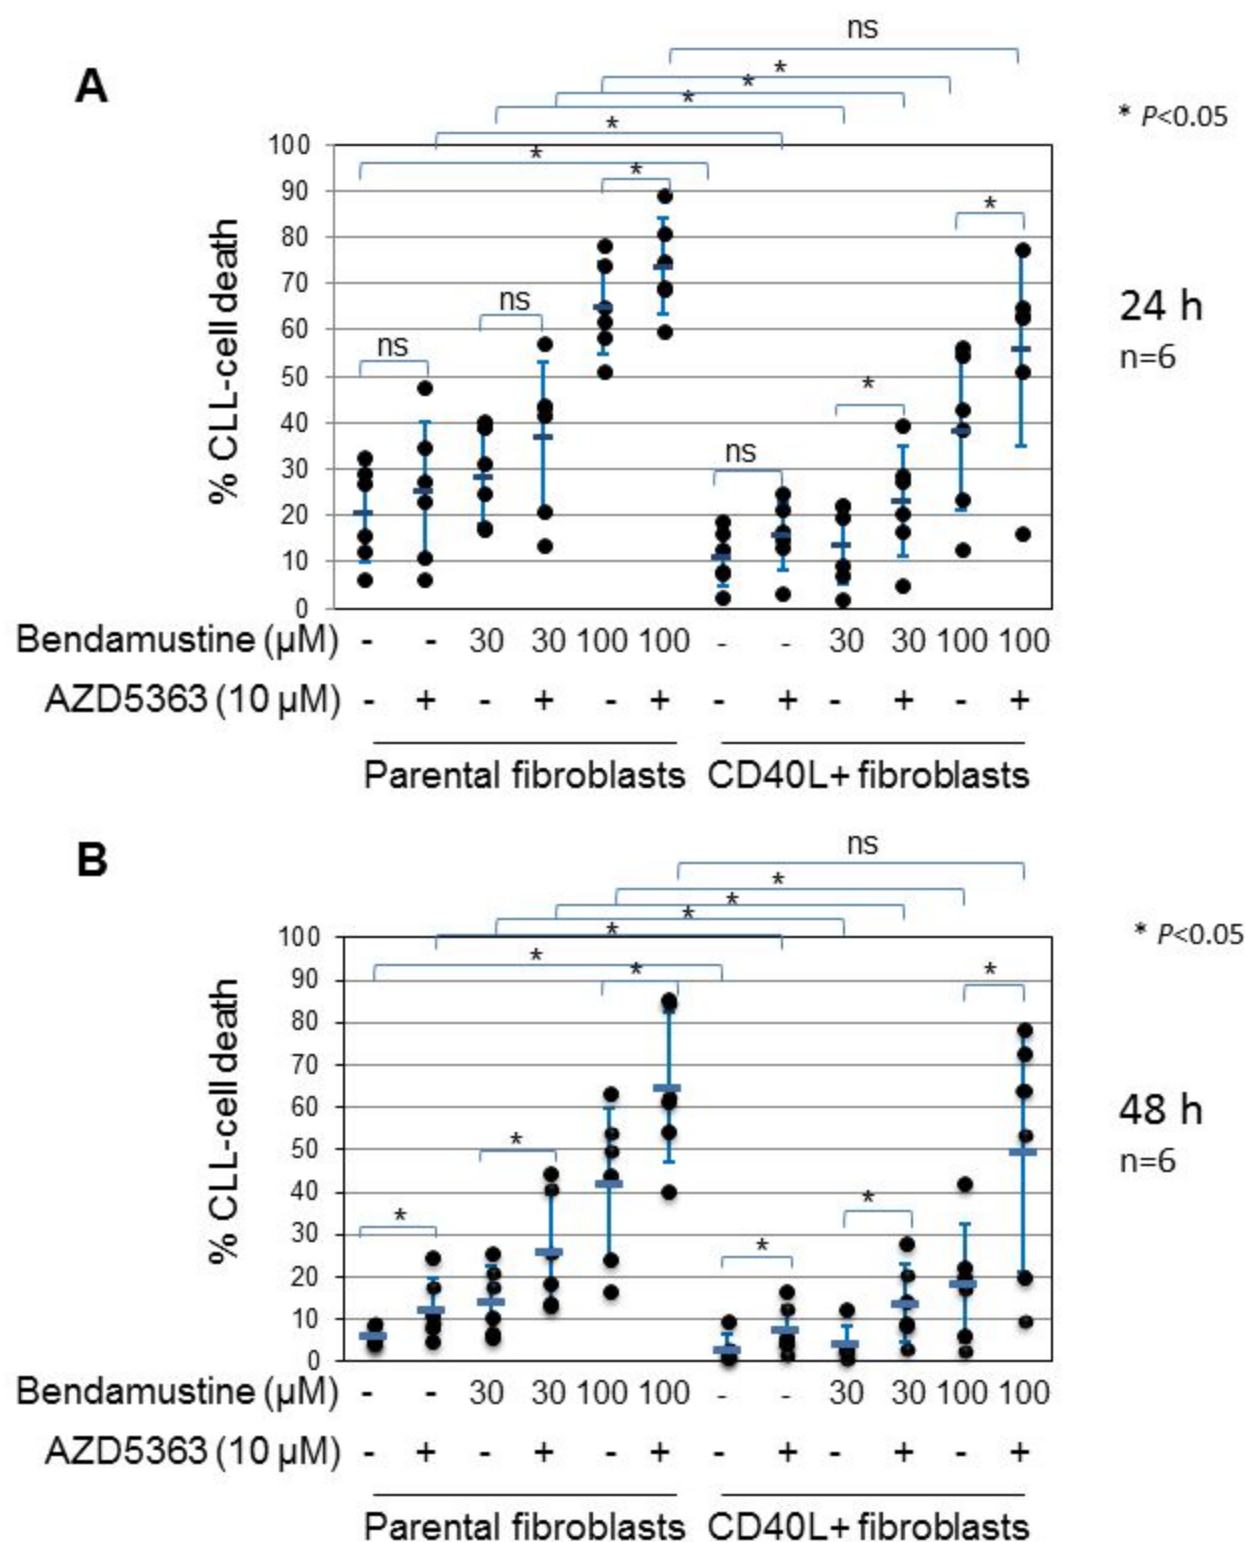 ns
*
A
*
*
* P<0.05
*
100
*
*
90
*
80
70
24 h
ns
60
n=6
ns
50
*
40
ns
30
20
10
0
% CLL-cell death
Bendamustine (µM) - - 30 30 100 100 - - 30 30 100 100
AZD5363 (10 µM) - + - + - + - + - + - +
Parental fibroblasts CD40L+ fibroblasts
B
ns
*
*
*
*
* P<0.05
100
*
*
*
90
80
70
60
48 h
50
*
n=6
40
*
30
*
*
20
10
0
% CLL-cell death
Bendamustine (µM) - - 30 30 100 100 - - 30 30 100 100
AZD5363 (10 µM) - + - + - + - + - + - +
Parental fibroblasts CD40L+ fibroblasts